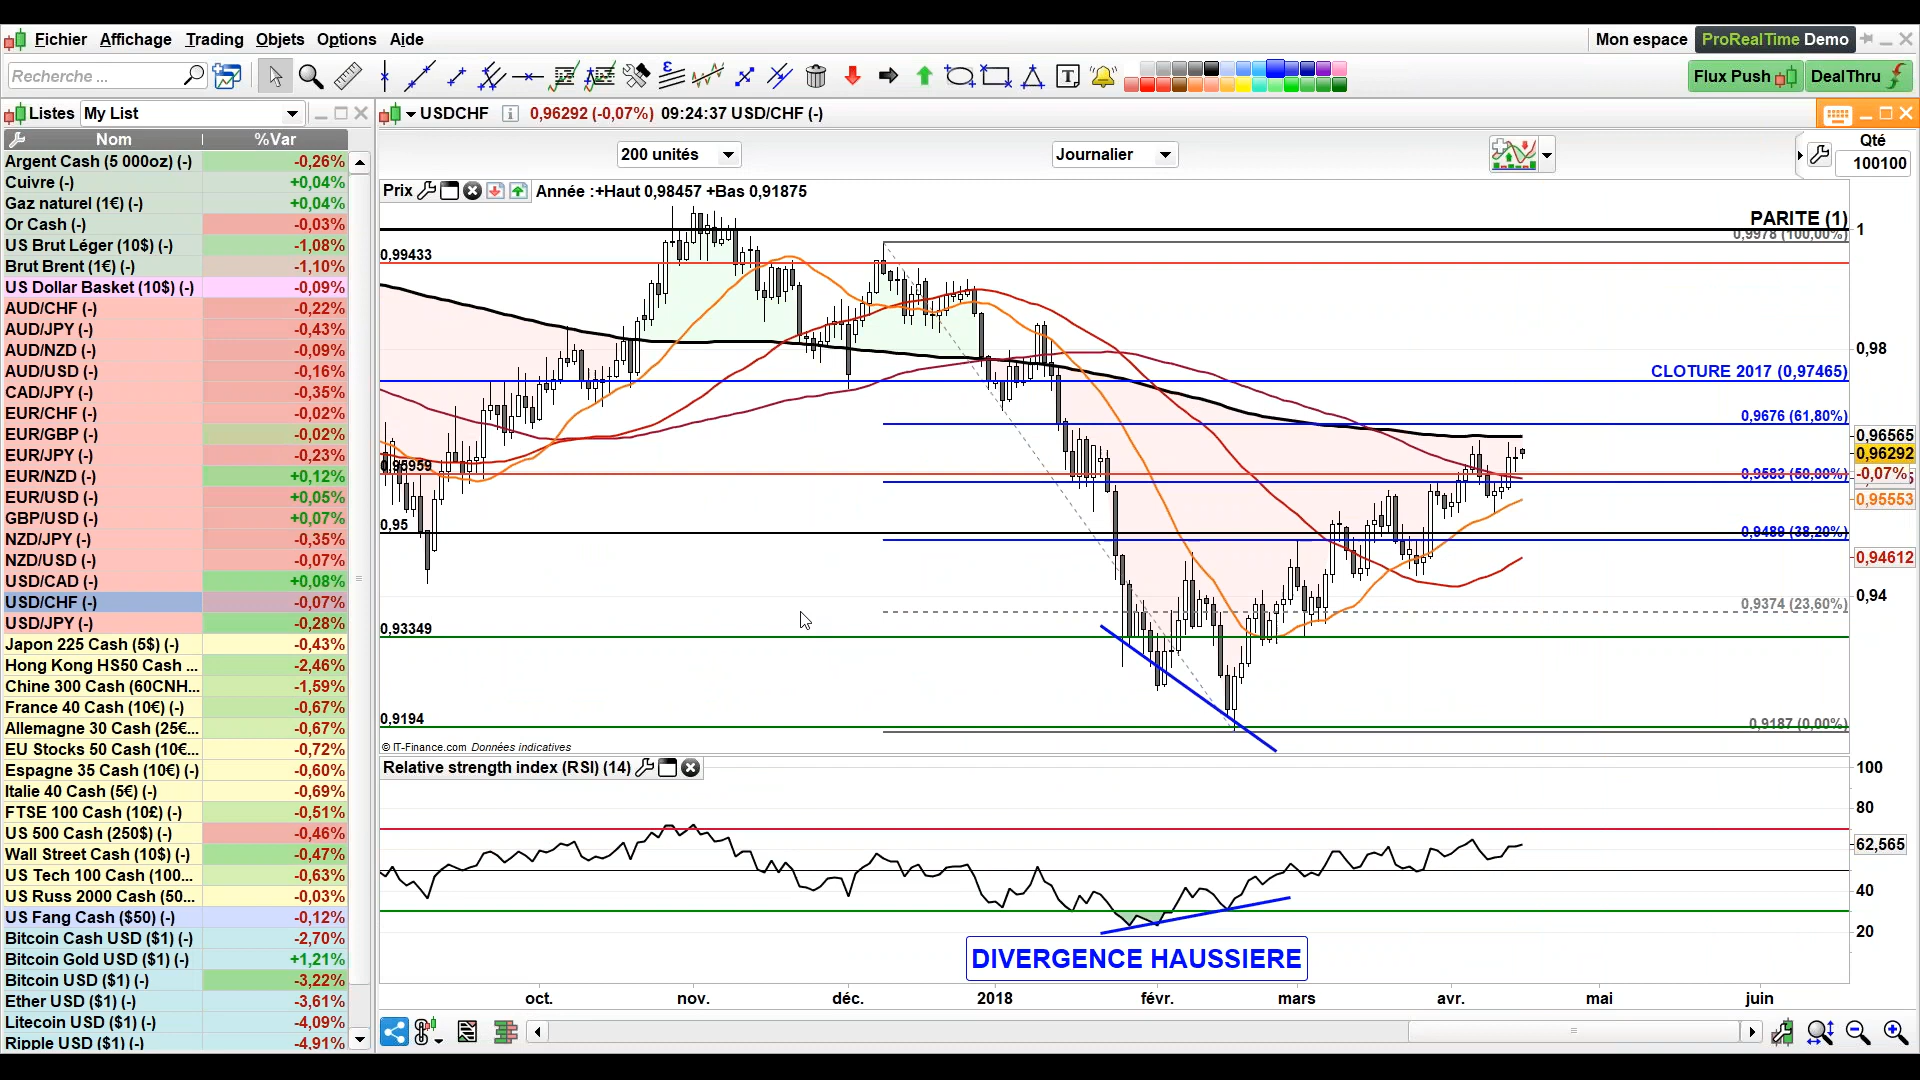 Fichier Affichage Trading Objets Options Aide
Mon espace ProRealTime Demo
Recherche ...
T
Flux Push DealThru
Listes My List
USDCHF 0,96292 (-0,07%) 09:24:37 USD/CHF (-)
Nom %Var
Argent Cash (5 000oz) (-) -0,26%
Cuivre (-) +0,04%
Gaz naturel (1€) (-) +0,04%
Or Cash (-) -0,03%
US Brut Léger (10$) (-) -1,08%
Brut Brent (1€) (-) -1,10%
US Dollar Basket (10$) (-) -0,09%
AUD/CHF (-) -0,22%
AUD/JPY (-) -0,43%
AUD/NZD (-) -0,09%
AUD/USD (-) -0,16%
CAD/JPY (-) -0,35%
EUR/CHF (-) -0,02%
EUR/GBP (-) -0,02%
EUR/JPY (-) -0,23%
EUR/NZD (-) +0,12%
EUR/USD (-) +0,05%
GBP/USD (-) +0,07%
NZD/JPY (-) -0,35%
NZD/USD (-) -0,07%
USD/CAD (-) +0,08%
USD/CHF (-) -0,07%
USD/JPY (-) -0,28%
Japon 225 Cash (5$) (-) -0,43%
Hong Kong HS50 Cash ... -2,46%
Chine 300 Cash (60CNH... -1,59%
France 40 Cash (10€) (-) -0,67%
Allemagne 30 Cash (25€... -0,67%
EU Stocks 50 Cash (10€... -0,72%
Espagne 35 Cash (10€) (-) -0,60%
Italie 40 Cash (5€) (-) -0,69%
FTSE 100 Cash (10£) (-) -0,51%
US 500 Cash (250$) (-) -0,46%
Wall Street Cash (10$) (-) -0,47%
US Tech 100 Cash (100... -0,63%
US Russ 2000 Cash (50... -0,03%
US Fang Cash ($50) (-) -0,12%
Bitcoin Cash USD ($1) (-) -2,70%
Bitcoin Gold USD ($1) (-) +1,21%
Bitcoin USD ($1) (-) -3,22%
Ether USD ($1) (-) -3,61%
Litecoin USD ($1) (-) -4,09%
Ripple USD ($1) (-) -4,91%
200 unités
Journalier
Qté
100100
Prix Année :+Haut 0,98457 +Bas 0,91875
PARITE (1)
1
0,9978 (100,00%)
0,99433
0,98
CLOTURE 2017 (0,97465)
0,9676 (61,80%)
0,96565
0,96292
0,95959
0,9583 (50,00%)
-0,07%
0,95553
0,95
0,9489 (38,20%)
0,94612
0,94
0,9374 (23,60%)
0,93349
0,9194
0,9187 (0,00%)
© IT-Finance.com Données indicatives
Relative strength index (RSI) (14)
100
80
62,565
40
20
DIVERGENCE HAUSSIERE
oct. nov. déc. 2018 févr. mars avr. mai juin